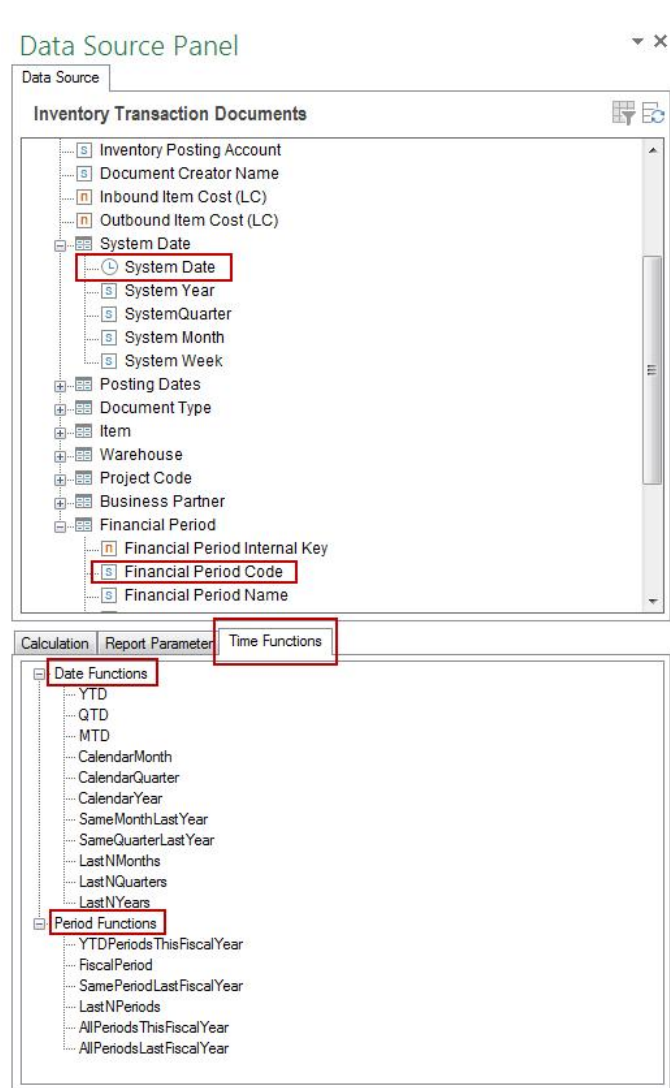 Data Source Panel
Data Source
Inventory Transaction Documents
s Inventory Posting Account
s Document Creator Name
n Inbound Item Cost (LC)
n Outbound Item Cost (LC)
System Date
System Date
s System Year
s SystemQuarter
s System Month
s System Week
Posting Dates
Document Type
Item
Warehouse
Project Code
Business Partner
Financial Period
n Financial Period Internal Key
s Financial Period Code
s Financial Period Name
Calculation Report Parameter Time Functions
Date Functions
YTD
QTD
MTD
CalendarMonth
CalendarQuarter
CalendarYear
SameMonthLastYear
SameQuarterLastYear
LastNMonths
LastNQuarters
LastNYears
Period Functions
YTDPeriodsThisFiscalYear
FiscalPeriod
SamePeriodLastFiscalYear
LastNPeriods
AllPeriodsThisFiscalYear
AllPeriodsLastFiscalYear